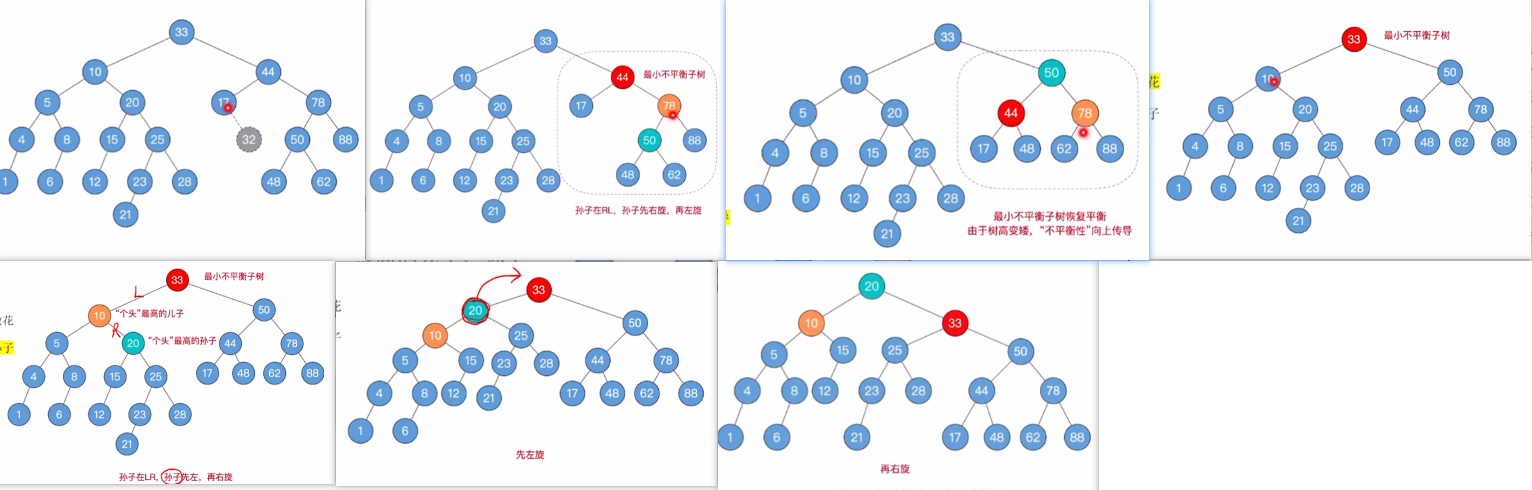 33
10 44
5 20 17 78
4 8 15 25 32 50 88
1 6 12 23 28 48 62
21
33
10 44 最小不平衡子树
5 20 17 78
4 8 15 25 50 88
1 6 12 23 28 48 62
21
孙子在RL，孙子先右旋，再左旋
33
10 50
5 20 44 78
4 8 15 25 17 48 62 88
1 6 12 23 28
21
最小不平衡子树恢复平衡
由于树高变矮，“不平衡性”向上传导
33 最小不平衡子树
花 10 50
子 5 20 44 78
4 8 15 25 17 48 62 88
1 6 12 23 28
21
33 最小不平衡子树
L
10 “个头”最高的儿子 50
花
R
5 20 “个头”最高的孙子 44 78
子
4 8 15 25 17 48 62 88
1 6 12 23 28
21
孙子在LR，孙子先左，再右旋
33
花 20
10 25 50
5 15 23 28 44 78
4 8 12 21 17 48 62 88
1 6
先左旋
20
10 33
5 15 25 50
4 8 12 23 28 44 78
1 6 21 17 48 62 88
再右旋